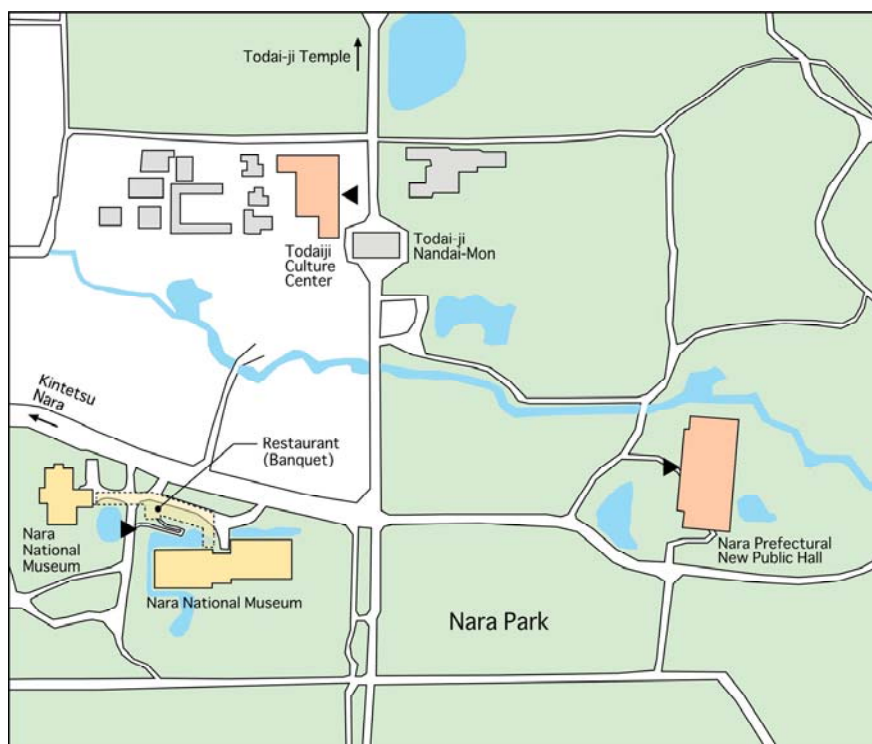 Todai-ji Temple
Todaiji
Culture
Center
Todai-ji
Nandai-Mon
Kintetsu
Nara
Restaurant
(Banquet)
Nara
National
Museum
Nara National Museum
Nara Prefectural
New Public Hall
Nara Park